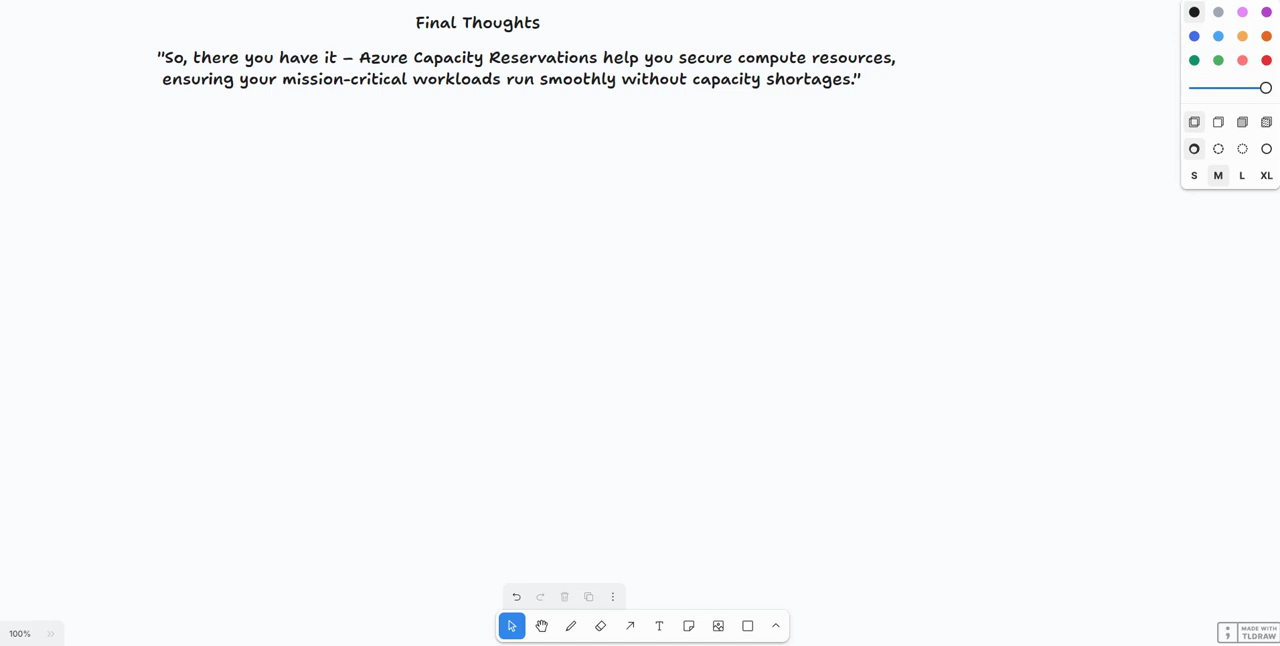 Final Thoughts
"So, there you have it – Azure Capacity Reservations help you secure compute resources,
ensuring your mission-critical workloads run smoothly without capacity shortages."
S M L XL
T
100%
MADE WITH
TLDRAW